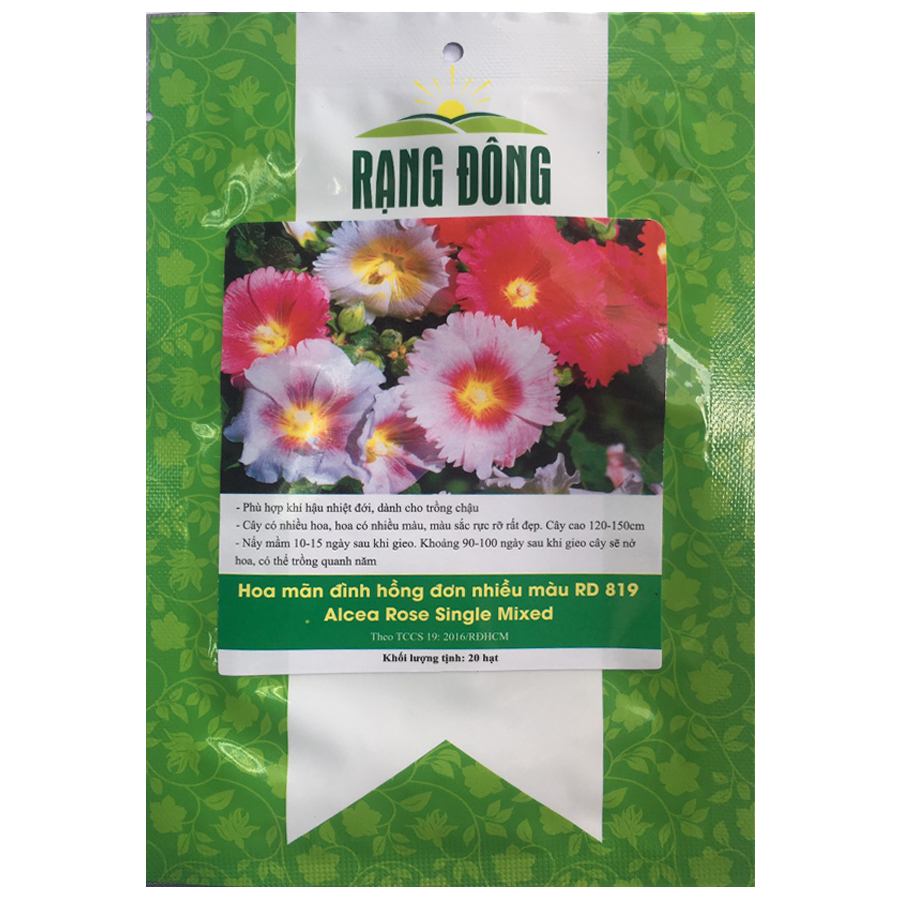 RẠNG ĐÔNG
- Phù hợp khí hậu nhiệt đới, dành cho trồng chậu
- Cây có nhiều hoa, hoa có nhiều màu, màu sắc rực rỡ rất đẹp. Cây cao 120-150cm
- Nẩy mầm 10-15 ngày sau khi gieo. Khoảng 90-100 ngày sau khi gieo cây sẽ nở
hoa, có thể trồng quanh năm
Hoa mãn đình hồng đơn nhiều màu RD 819
Alcea Rose Single Mixed
Theo TCCS 19: 2016/RĐHCM
Khối lượng tịnh: 20 hạt